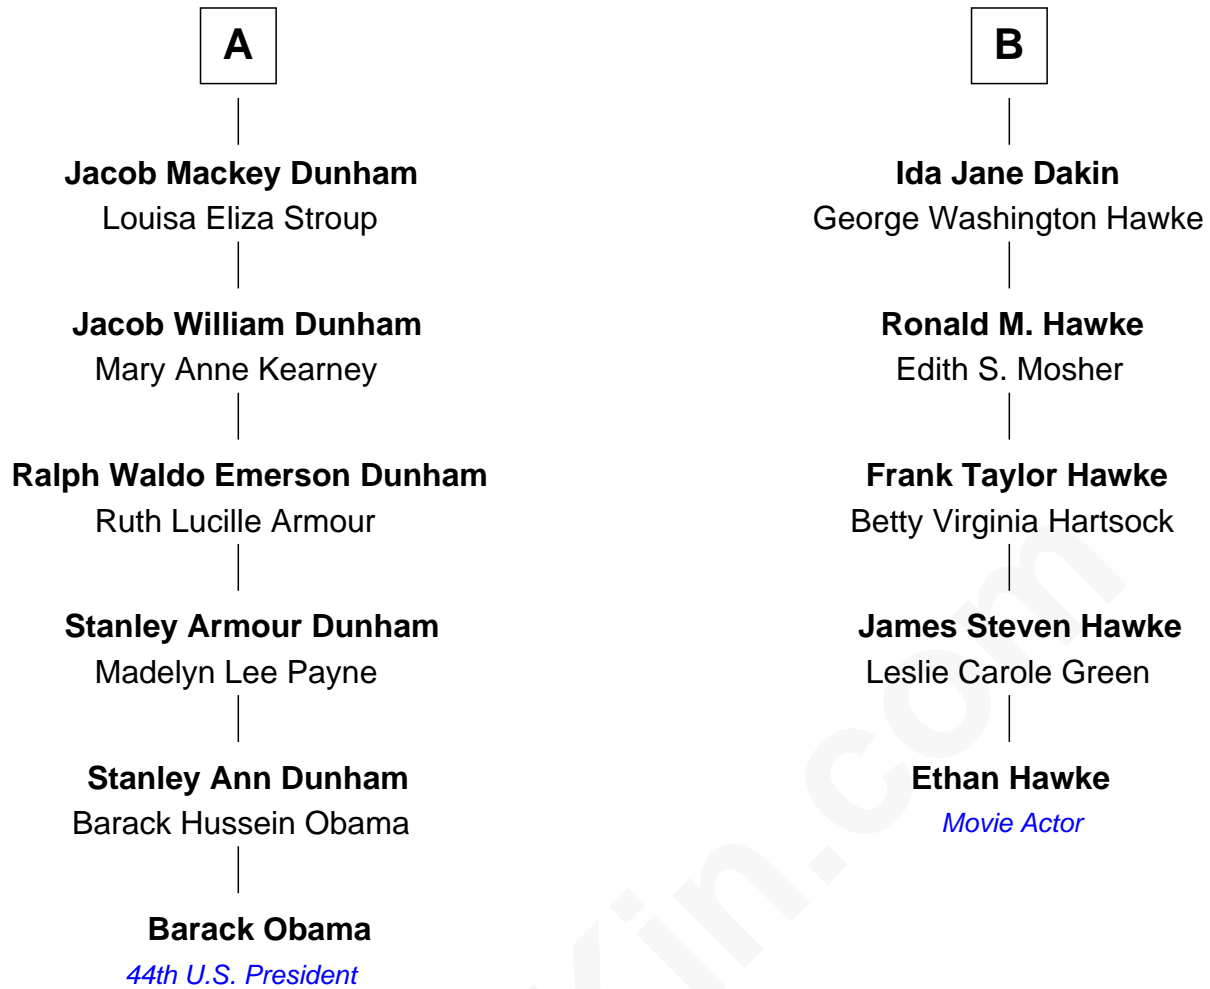 A
Jacob Mackey Dunham
Louisa Eliza Stroup
Jacob William Dunham
Mary Anne Kearney
Ralph Waldo Emerson Dunham
Ruth Lucille Armour
Stanley Armour Dunham
Madelyn Lee Payne
Stanley Ann Dunham
Barack Hussein Obama
Barack Obama
44th U.S. President
B
Ida Jane Dakin
George Washington Hawke
Ronald M. Hawke
Edith S. Mosher
Frank Taylor Hawke
Betty Virginia Hartsock
James Steven Hawke
Leslie Carole Green
Ethan Hawke
Movie Actor
Kin.com